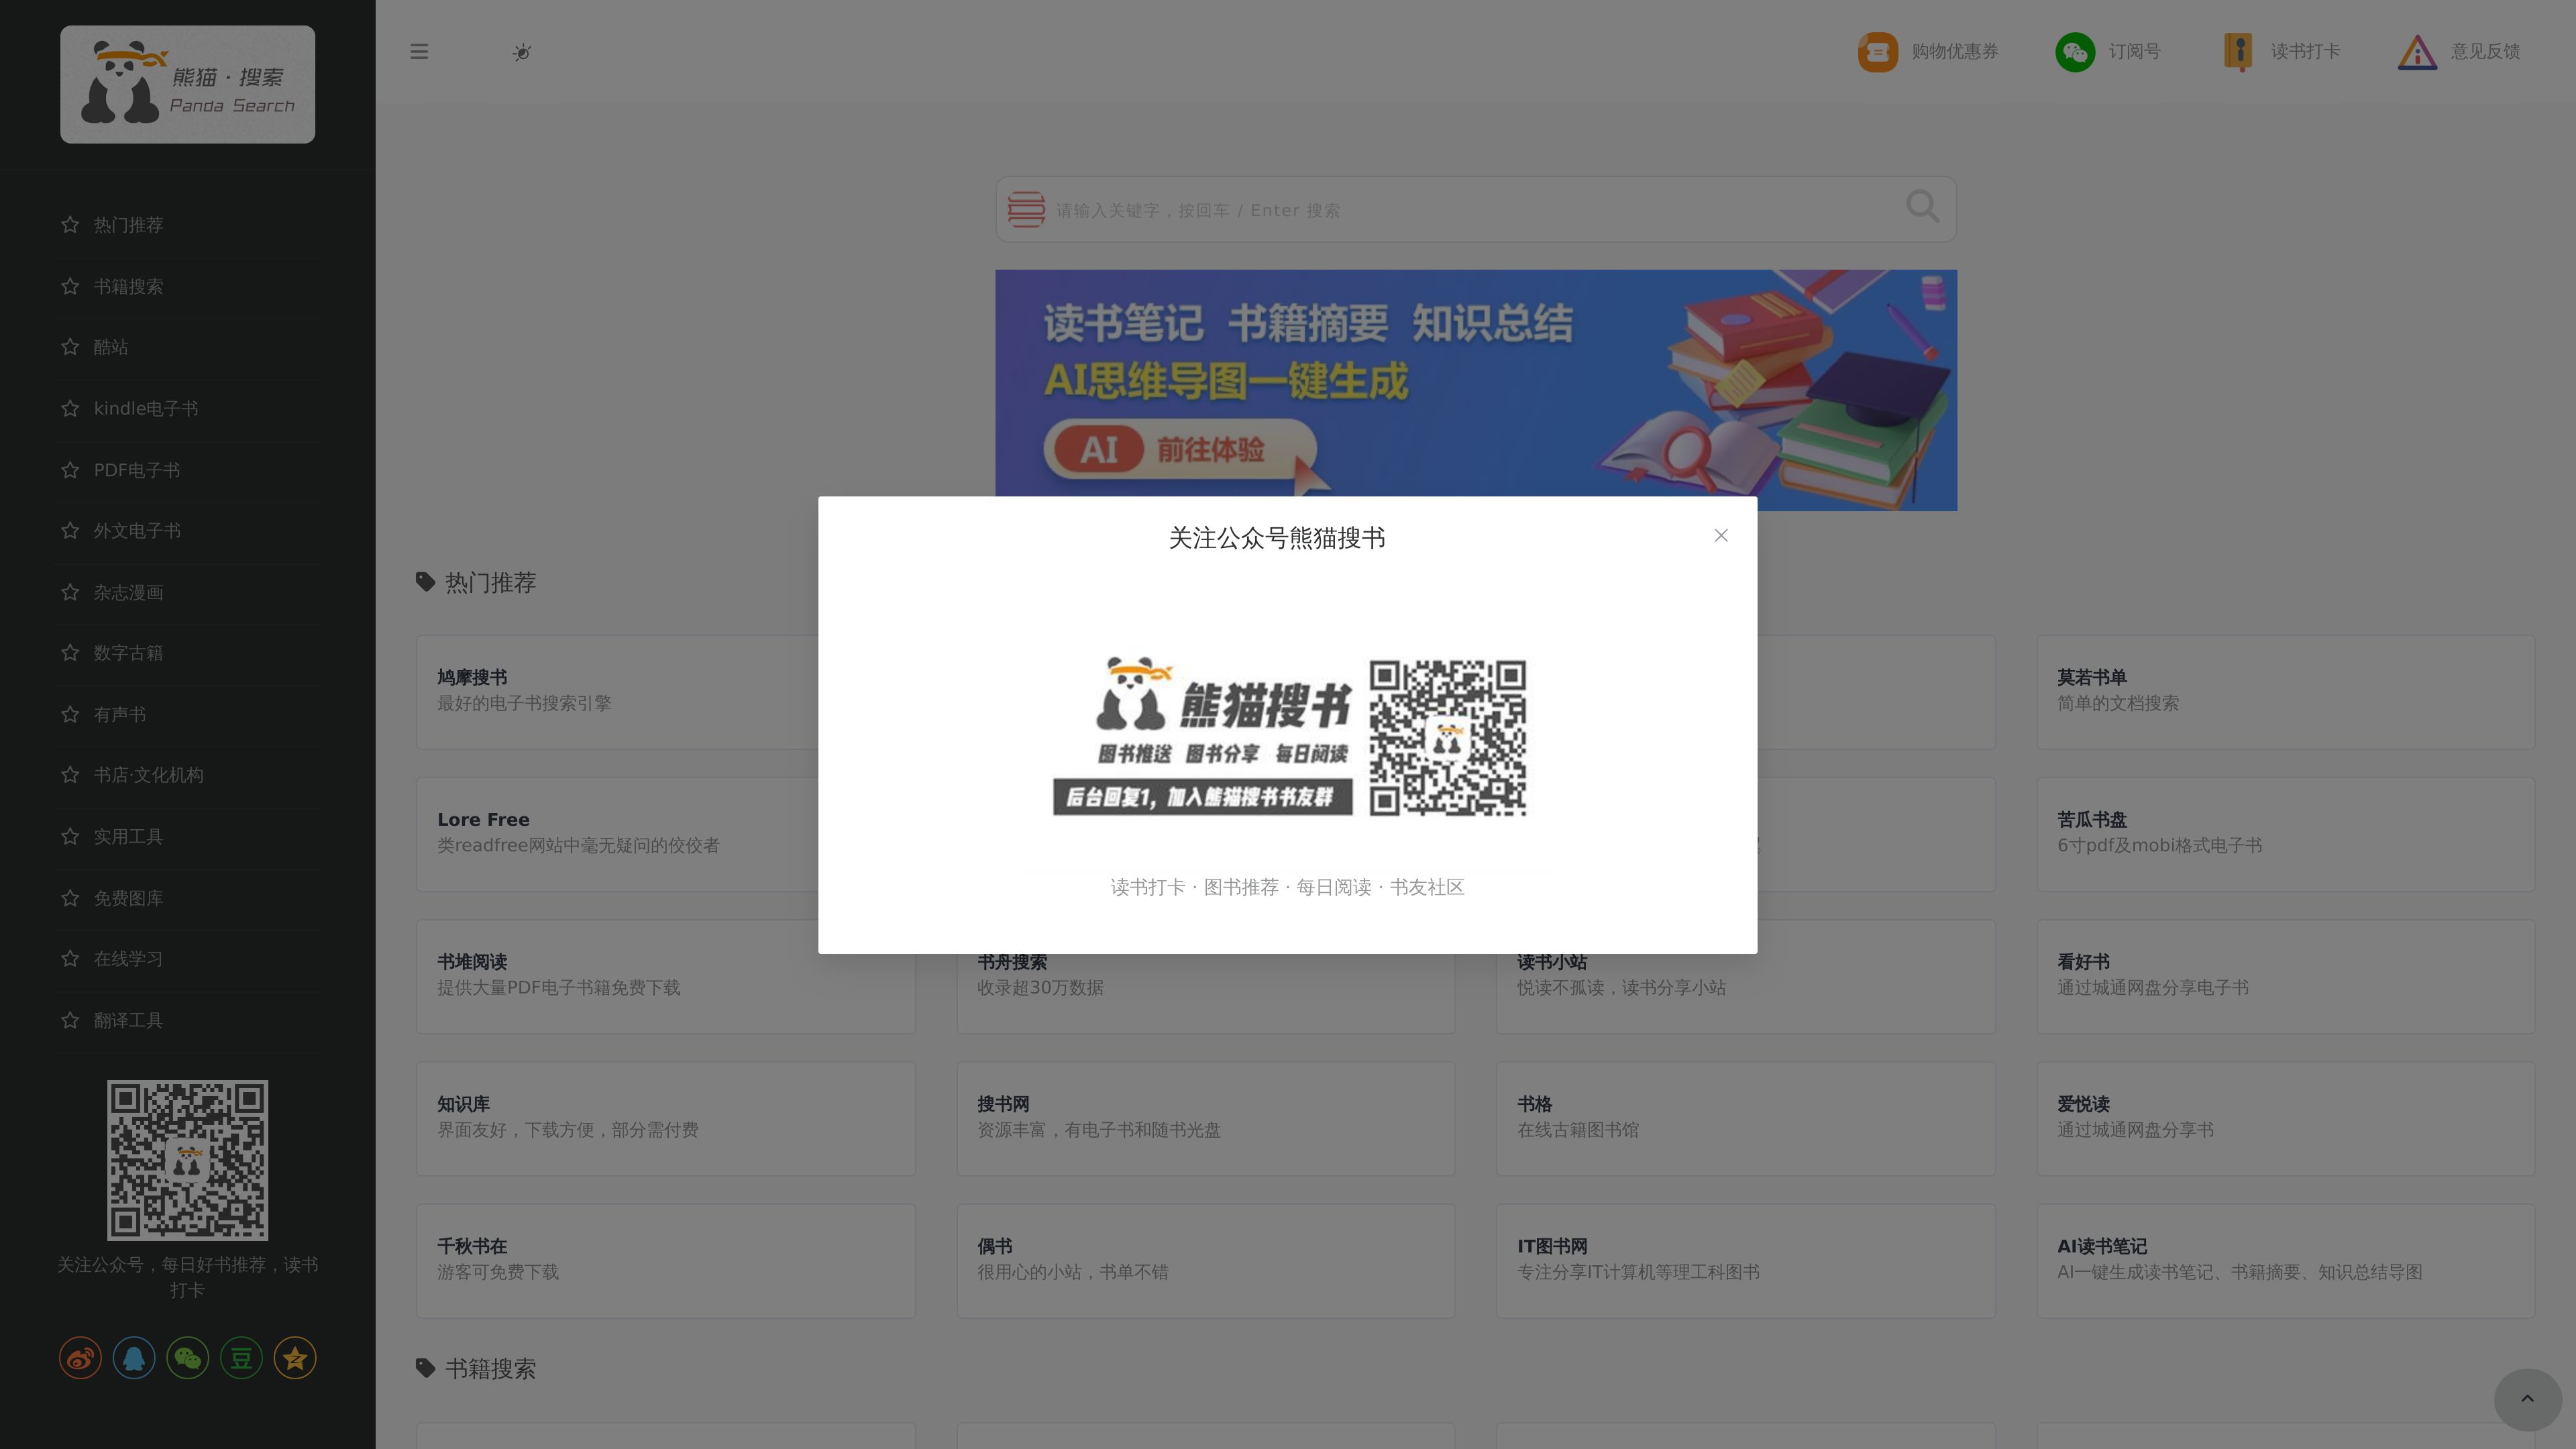 熊猫 · 搜索
Panda Search
热门推荐
书籍搜索
酷站
kindle电子书
PDF电子书
外文电子书
杂志漫画
数字古籍
有声书
书店·文化机构
实用工具
免费图库
在线学习
翻译工具
关注公众号，每日好书推荐，读书
打卡
购物优惠券
订阅号
读书打卡
意见反馈
请输入关键字，按回车 / Enter 搜索
读书笔记 书籍摘要 知识总结
AI思维导图一键生成
AI 前往体验
关注公众号熊猫搜书
熊猫搜书
图书推送 图书分享 每日阅读
后台回复1，加入熊猫搜书书友群
读书打卡 · 图书推荐 · 每日阅读 · 书友社区
热门推荐
鸠摩搜书
最好的电子书搜索引擎
莫若书单
简单的文档搜索
Lore Free
类readfree网站中毫无疑问的佼佼者
苦瓜书盘
6寸pdf及mobi格式电子书
书堆阅读
提供大量PDF电子书籍免费下载
书舟搜索
收录超30万数据
读书小站
悦读不孤读，读书分享小站
看好书
通过城通网盘分享电子书
知识库
界面友好，下载方便，部分需付费
搜书网
资源丰富，有电子书和随书光盘
书格
在线古籍图书馆
爱悦读
通过城通网盘分享书
千秋书在
游客可免费下载
偶书
很用心的小站，书单不错
IT图书网
专注分享IT计算机等理工科图书
AI读书笔记
AI一键生成读书笔记、书籍摘要、知识总结导图
书籍搜索